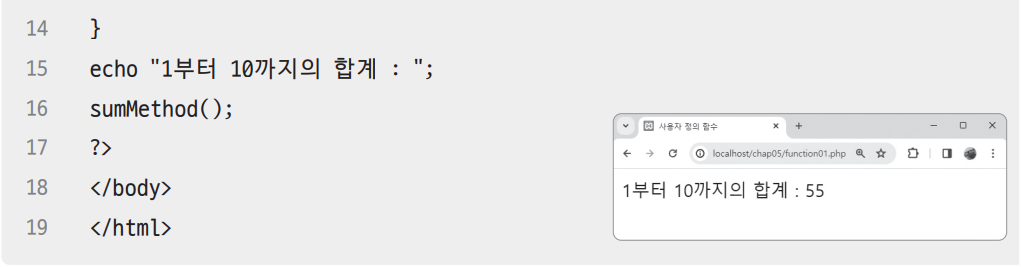 14 }
15 echo "1부터 10까지의 합계 : ";
16 sumMethod();
17 ?>
18 </body>
19 </html>
사용자 정의 함수
localhost/chap05/function01.php
1부터 10까지의 합계 : 55